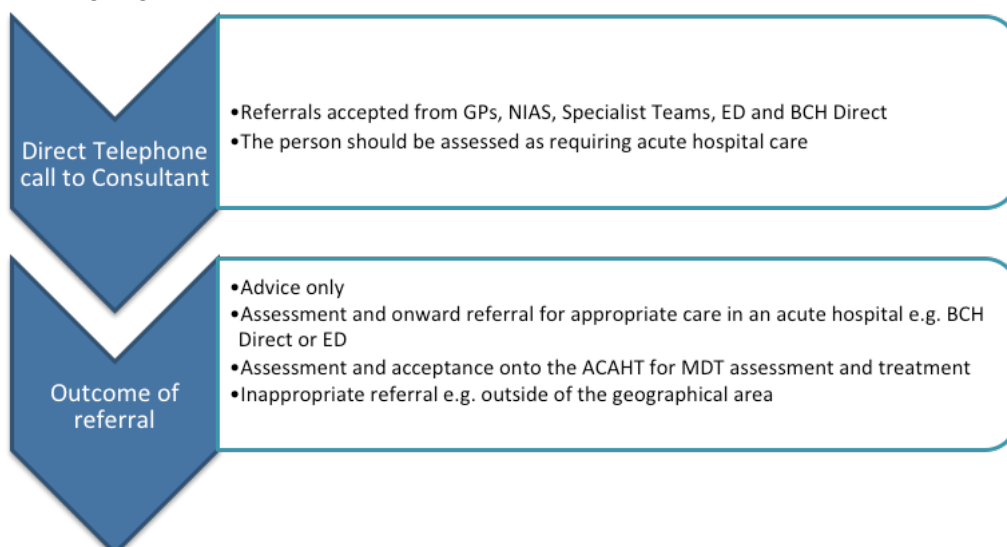 Direct Telephone
call to Consultant
•Referrals accepted from GPs, NIAS, Specialist Teams, ED and BCH Direct
•The person should be assessed as requiring acute hospital care
Outcome of
referral
•Advice only
•Assessment and onward referral for appropriate care in an acute hospital e.g. BCH
Direct or ED
•Assessment and acceptance onto the ACAHT for MDT assessment and treatment
•Inappropriate referral e.g. outside of the geographical area